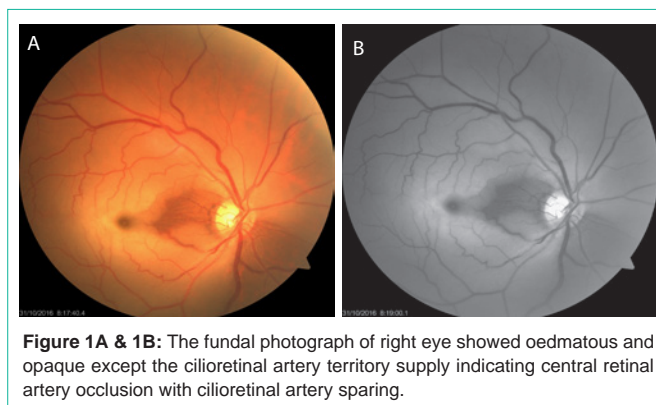 A
B
31/10/2016 8:17:40.4
31/10/2016 8:19:00.1
Figure 1A & 1B: The fundal photograph of right eye showed oedmatous and
opaque except the cilioretinal artery territory supply indicating central retinal
artery occlusion with cilioretinal artery sparing.